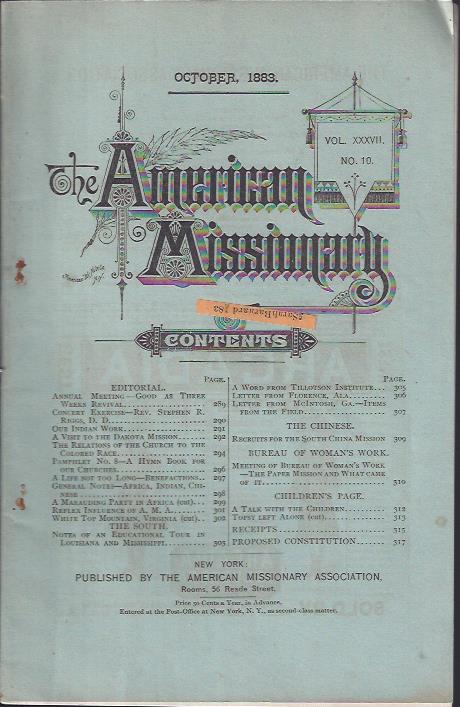 OCTOBER, 1883.
VOL. XXXVII.
NO. 10.
The American
Missionary
CONTENTS
PAGE.
EDITORIAL.
ANNUAL MEETING—GOOD AS THREE
WEEKS REVIVAL 289
CONCERT EXERCISE—REV. STEPHEN R.
RIGGS, D. D. 290
OUR INDIAN WORK 291
A VISIT TO THE DAKOTA MISSION 292
THE RELATIONS OF THE CHURCH TO THE
COLORED RACE 294
PAMPHLET NO. 8—A HYMN BOOK FOR
OUR CHURCHES 296
A LIFE NOT TOO LONG—BENEFACTIONS 297
GENERAL NOTES—AFRICA, INDIAN, CHI-
NESE 298
A MARAUDING PARTY IN AFRICA (cut) 299
REFLEX INFLUENCE OF A. M. A. 301
WHITE TOP MOUNTAIN, VIRGINIA (cut) 302
THE SOUTH.
NOTES OF AN EDUCATIONAL TOUR IN
LOUISIANA AND MISSISSIPPI 303
PAGE.
A WORD FROM TILLOTSON INSTITUTE 305
LETTER FROM FLORENCE, ALA. 306
LETTER FROM MCINTOSH, GA.—ITEMS
FROM THE FIELD 307
THE CHINESE.
RECRUITS FOR THE SOUTH CHINA MISSION 309
BUREAU OF WOMAN'S WORK.
MEETING OF BUREAU OF WOMAN'S WORK
—THE PAPER MISSION AND WHAT CAME
OF IT 310
CHILDREN'S PAGE.
A TALK WITH THE CHILDREN 312
TOPSY LEFT ALONE (cut) 313
RECEIPTS 315
PROPOSED CONSTITUTION 317
NEW YORK:
PUBLISHED BY THE AMERICAN MISSIONARY ASSOCIATION,
Rooms, 56 Reade Street.
Price 50 Cents a Year, in Advance.
Entered at the Post-Office at New York, N. Y., as second-class matter.